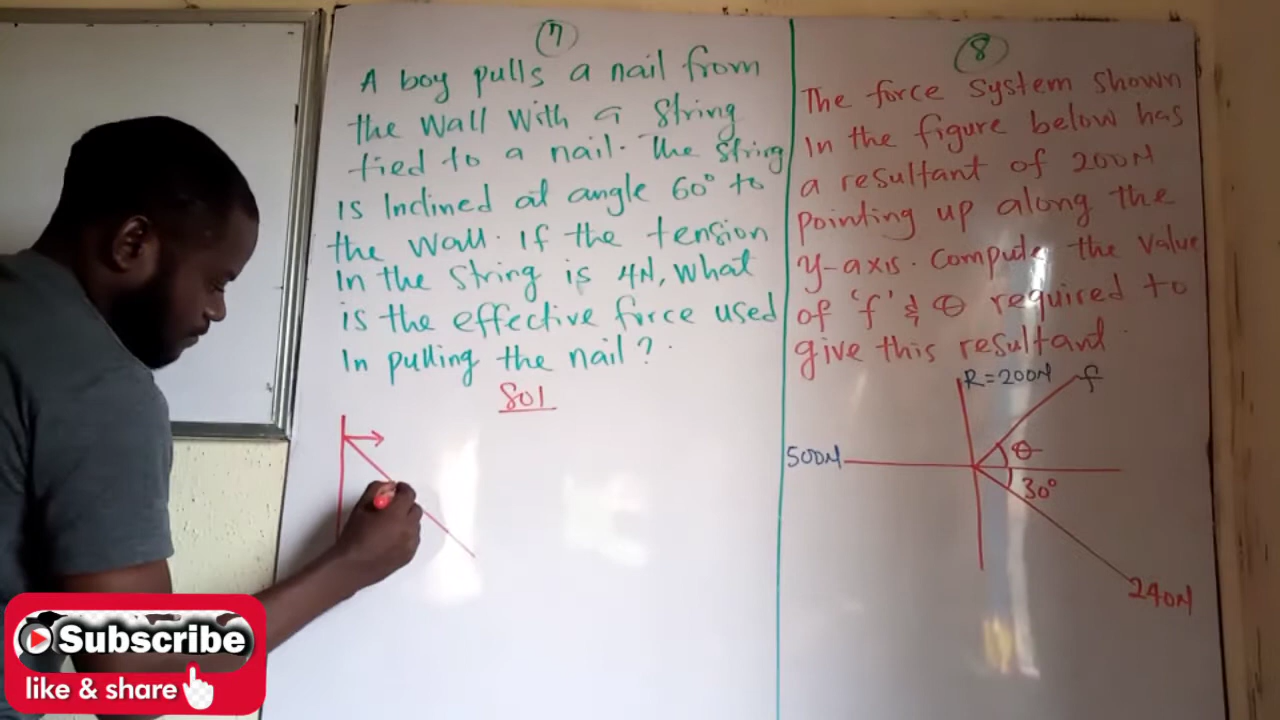 7
A boy pulls a nail from
the wall with a string
tied to a nail. The string
is inclined at angle 60° to
the wall. If the tension
in the string is 4N, what
is the effective force used
in pulling the nail?
Sol
8
The force system shown
in the figure below has
a resultant of 200N
pointing up along the
y-axis. Compute the value
of 'f' & θ required to
give this resultant
R=200N
f
500N
θ
30°
240N
Subscribe
like & share